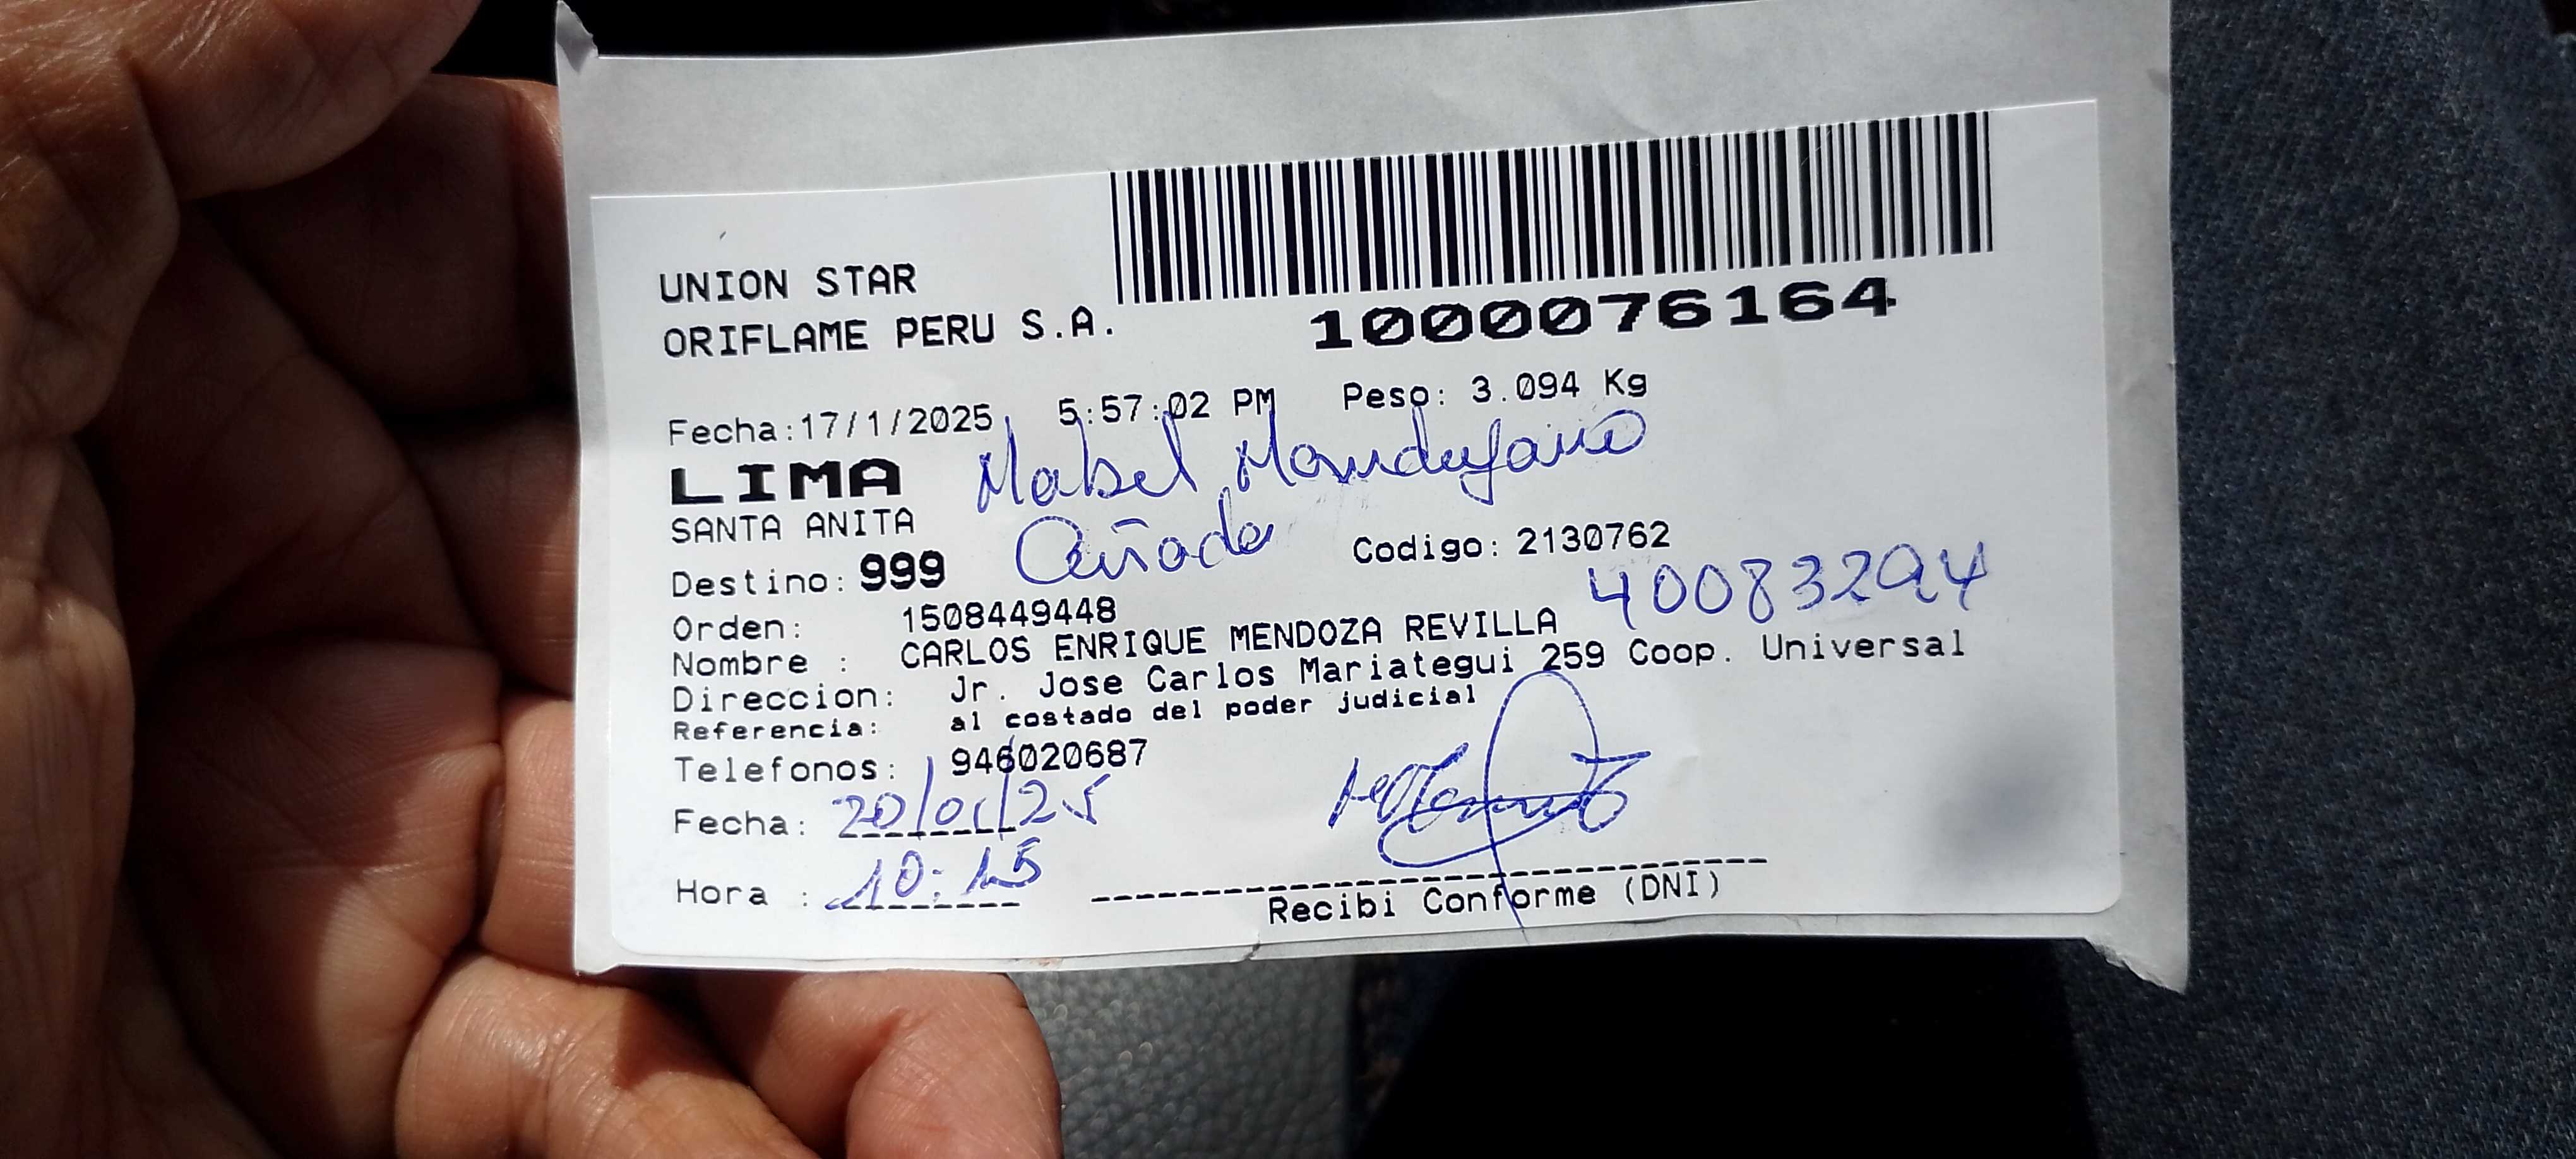 UNION STAR
ORIFLAME PERU S.A.
1000076164
Fecha:17/1/2025 5:57:02 PM Peso: 3.094 Kg
LIMA Mabel Mandujano
SANTA ANITA
Destino: 999 Codigo: 2130762
40083294
Orden: 1508449448
Nombre : CARLOS ENRIQUE MENDOZA REVILLA
Direccion: Jr. Jose Carlos Mariategui 259 Coop. Universal
Referencia: al costado del poder judicial
Telefonos: 946020687
Fecha: 20/01/25
Hora : 10:15
Recibi Conforme (DNI)